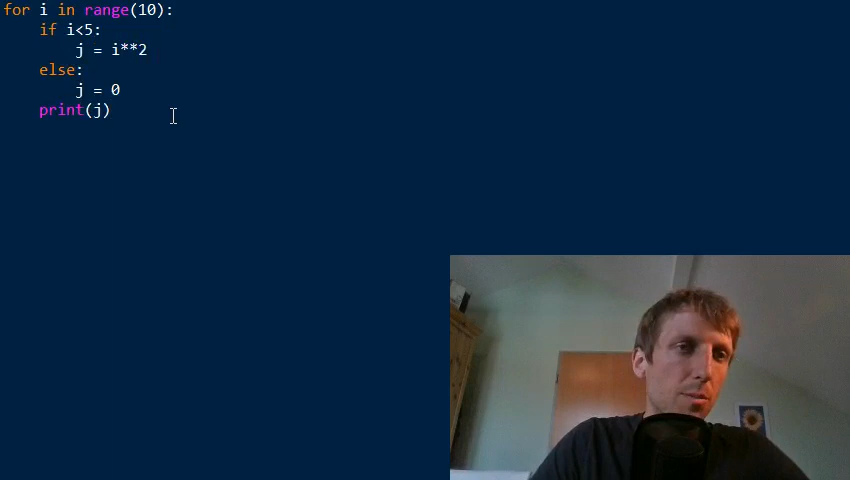 for i in range(10):
    if i<5:
        j = i**2
    else:
        j = 0
    print(j)